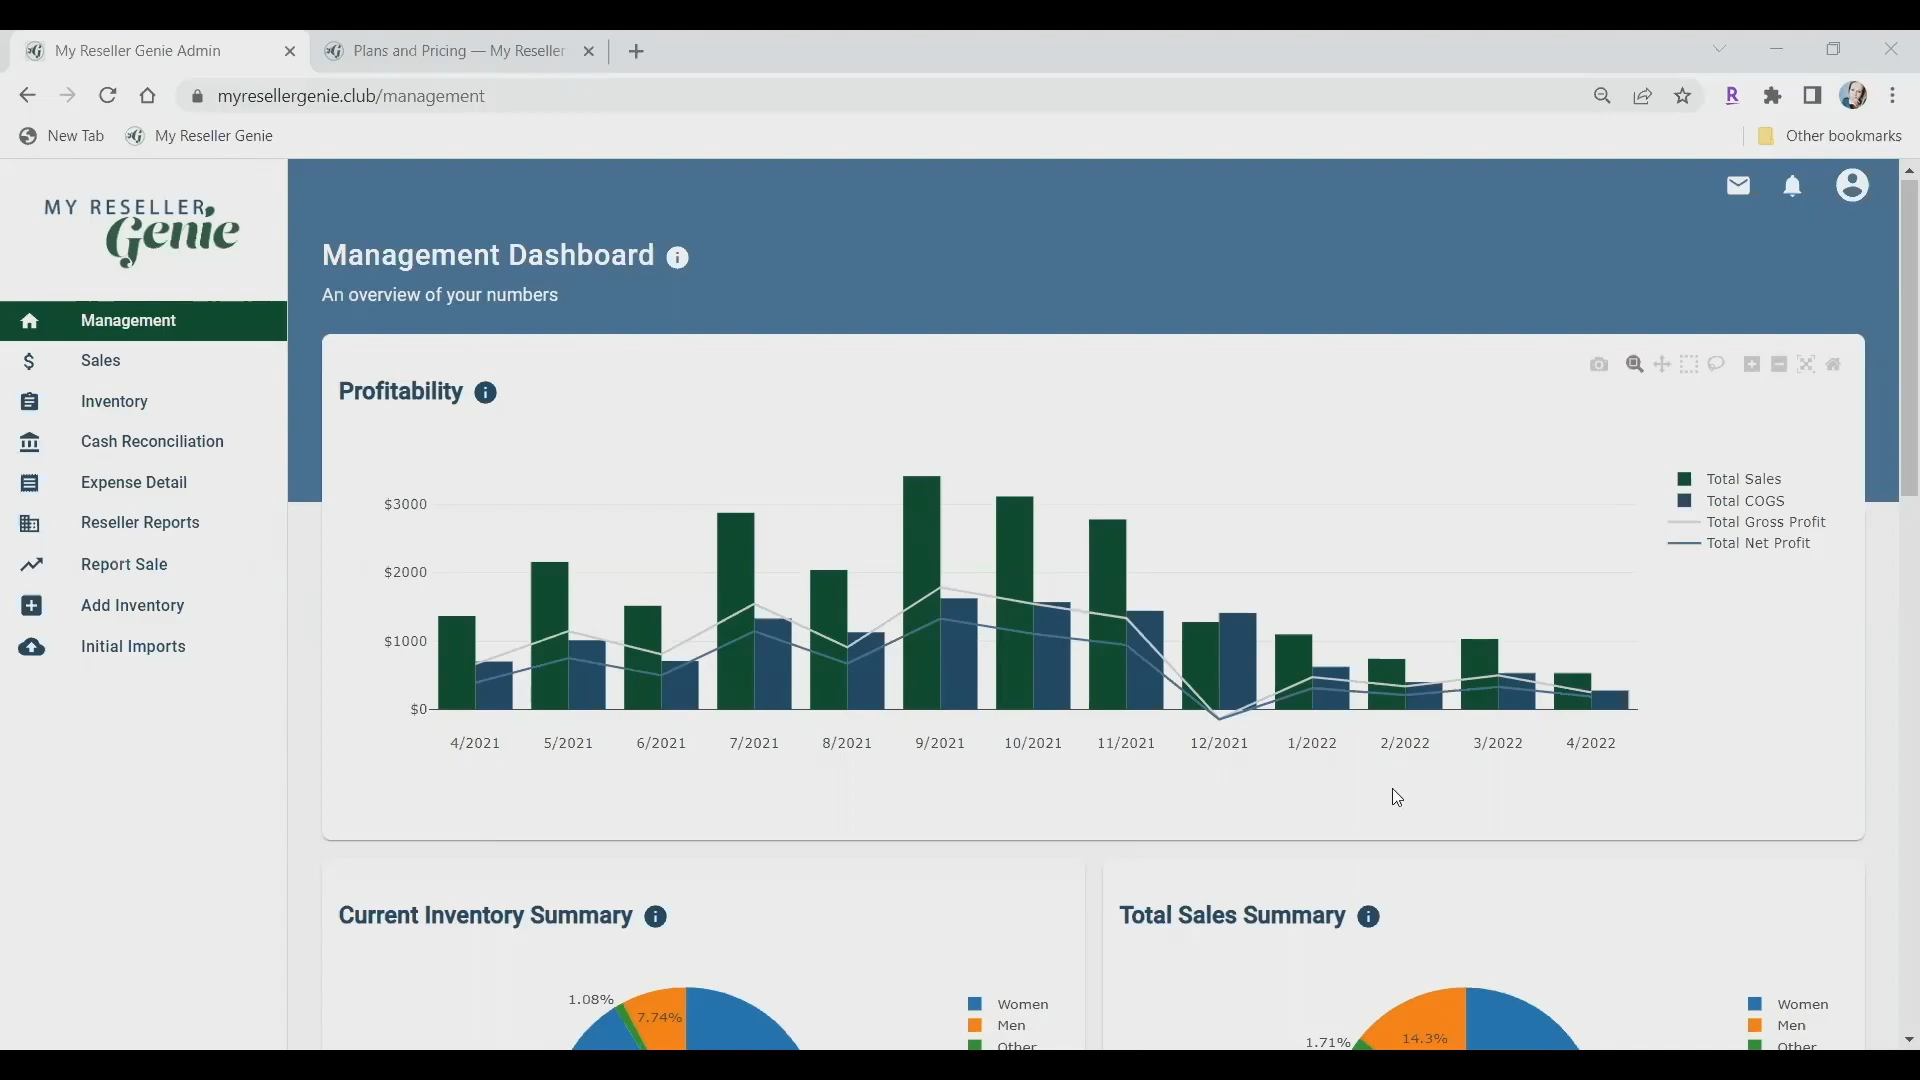 My Reseller Genie Admin
Plans and Pricing — My Reseller
myresellergenie.club/management
R
New Tab
My Reseller Genie
Other bookmarks
MY RESELLER
Genie
Management Dashboard
An overview of your numbers
Management
Sales
Inventory
Cash Reconciliation
Expense Detail
Reseller Reports
Report Sale
Add Inventory
Initial Imports
Profitability
$3000
$2000
$1000
$0
4/2021 5/2021 6/2021 7/2021 8/2021 9/2021 10/2021 11/2021 12/2021 1/2022 2/2022 3/2022 4/2022
Total Sales
Total COGS
Total Gross Profit
Total Net Profit
Current Inventory Summary
1.08%
7.74%
Women
Men
Other
Total Sales Summary
1.71%
14.3%
Women
Men
Other